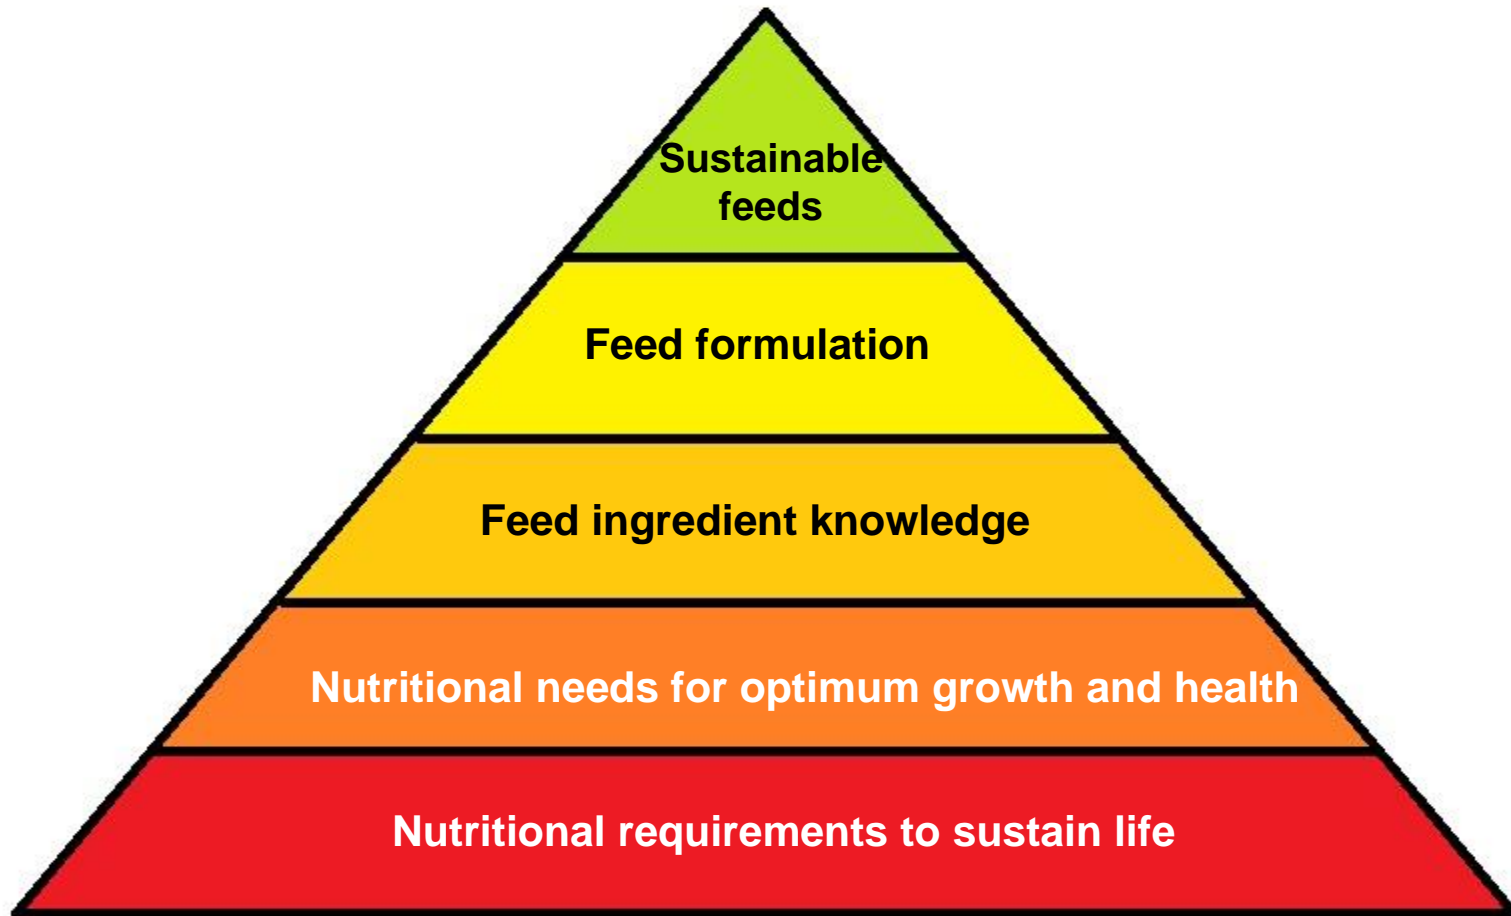 Sustainable
feeds
Feed formulation
Feed ingredient knowledge
Nutritional needs for optimum growth and health
Nutritional requirements to sustain life